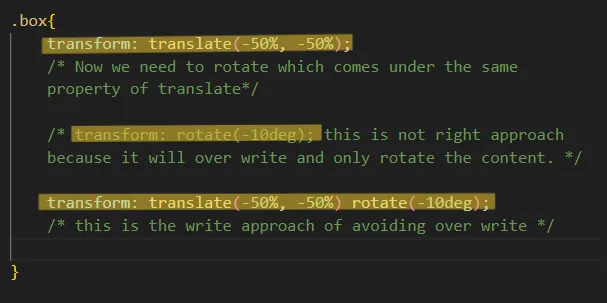 .box{
transform: translate(-50%, -50%);
/* Now we need to rotate which comes under the same
property of translate*/
/* transform: rotate(-10deg); this is not right approach
because it will over write and only rotate the content. */
transform: translate(-50%, -50%) rotate(-10deg);
/* this is the write approach of avoiding over write */
}